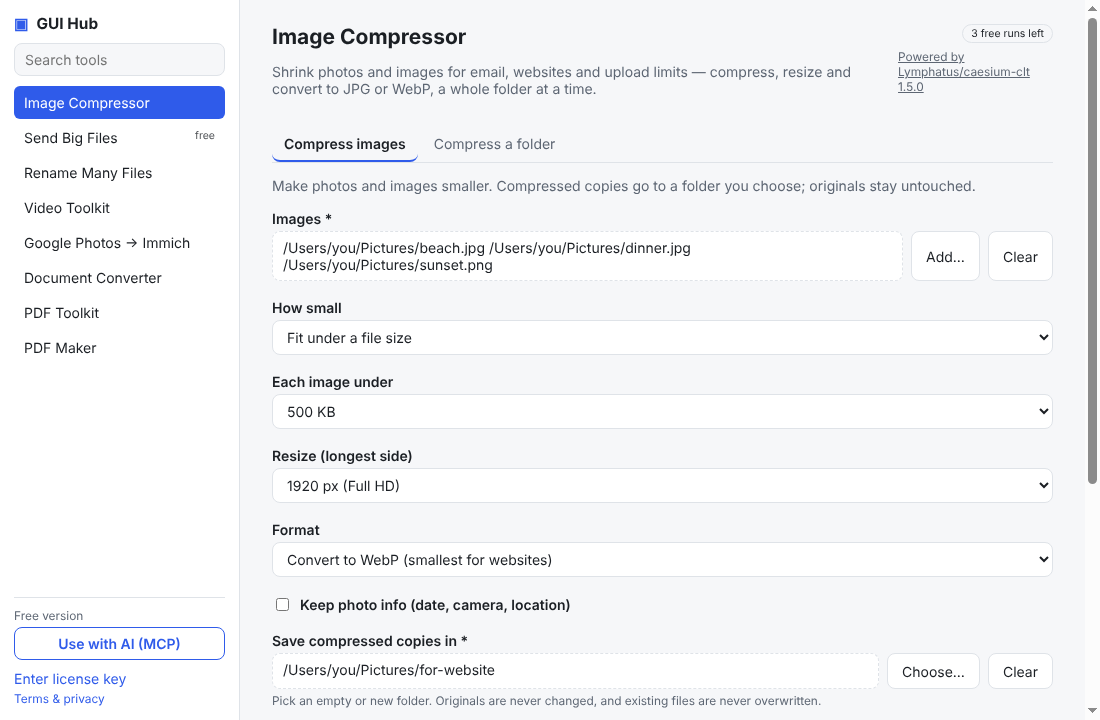 GUI Hub
Search tools
Image Compressor
Send Big Files
free
Rename Many Files
Video Toolkit
Google Photos → Immich
Document Converter
PDF Toolkit
PDF Maker
Free version
Use with AI (MCP)
Enter license key
Terms & privacy
Image Compressor
3 free runs left
Shrink photos and images for email, websites and upload limits — compress, resize and
convert to JPG or WebP, a whole folder at a time.
Powered by
Lymphatus/caesium-clt
1.5.0
Compress images
Compress a folder
Make photos and images smaller. Compressed copies go to a folder you choose; originals stay untouched.
Images *
/Users/you/Pictures/beach.jpg /Users/you/Pictures/dinner.jpg
/Users/you/Pictures/sunset.png
Add...
Clear
How small
Fit under a file size
Each image under
500 KB
Resize (longest side)
1920 px (Full HD)
Format
Convert to WebP (smallest for websites)
Keep photo info (date, camera, location)
Save compressed copies in *
/Users/you/Pictures/for-website
Choose...
Clear
Pick an empty or new folder. Originals are never changed, and existing files are never overwritten.